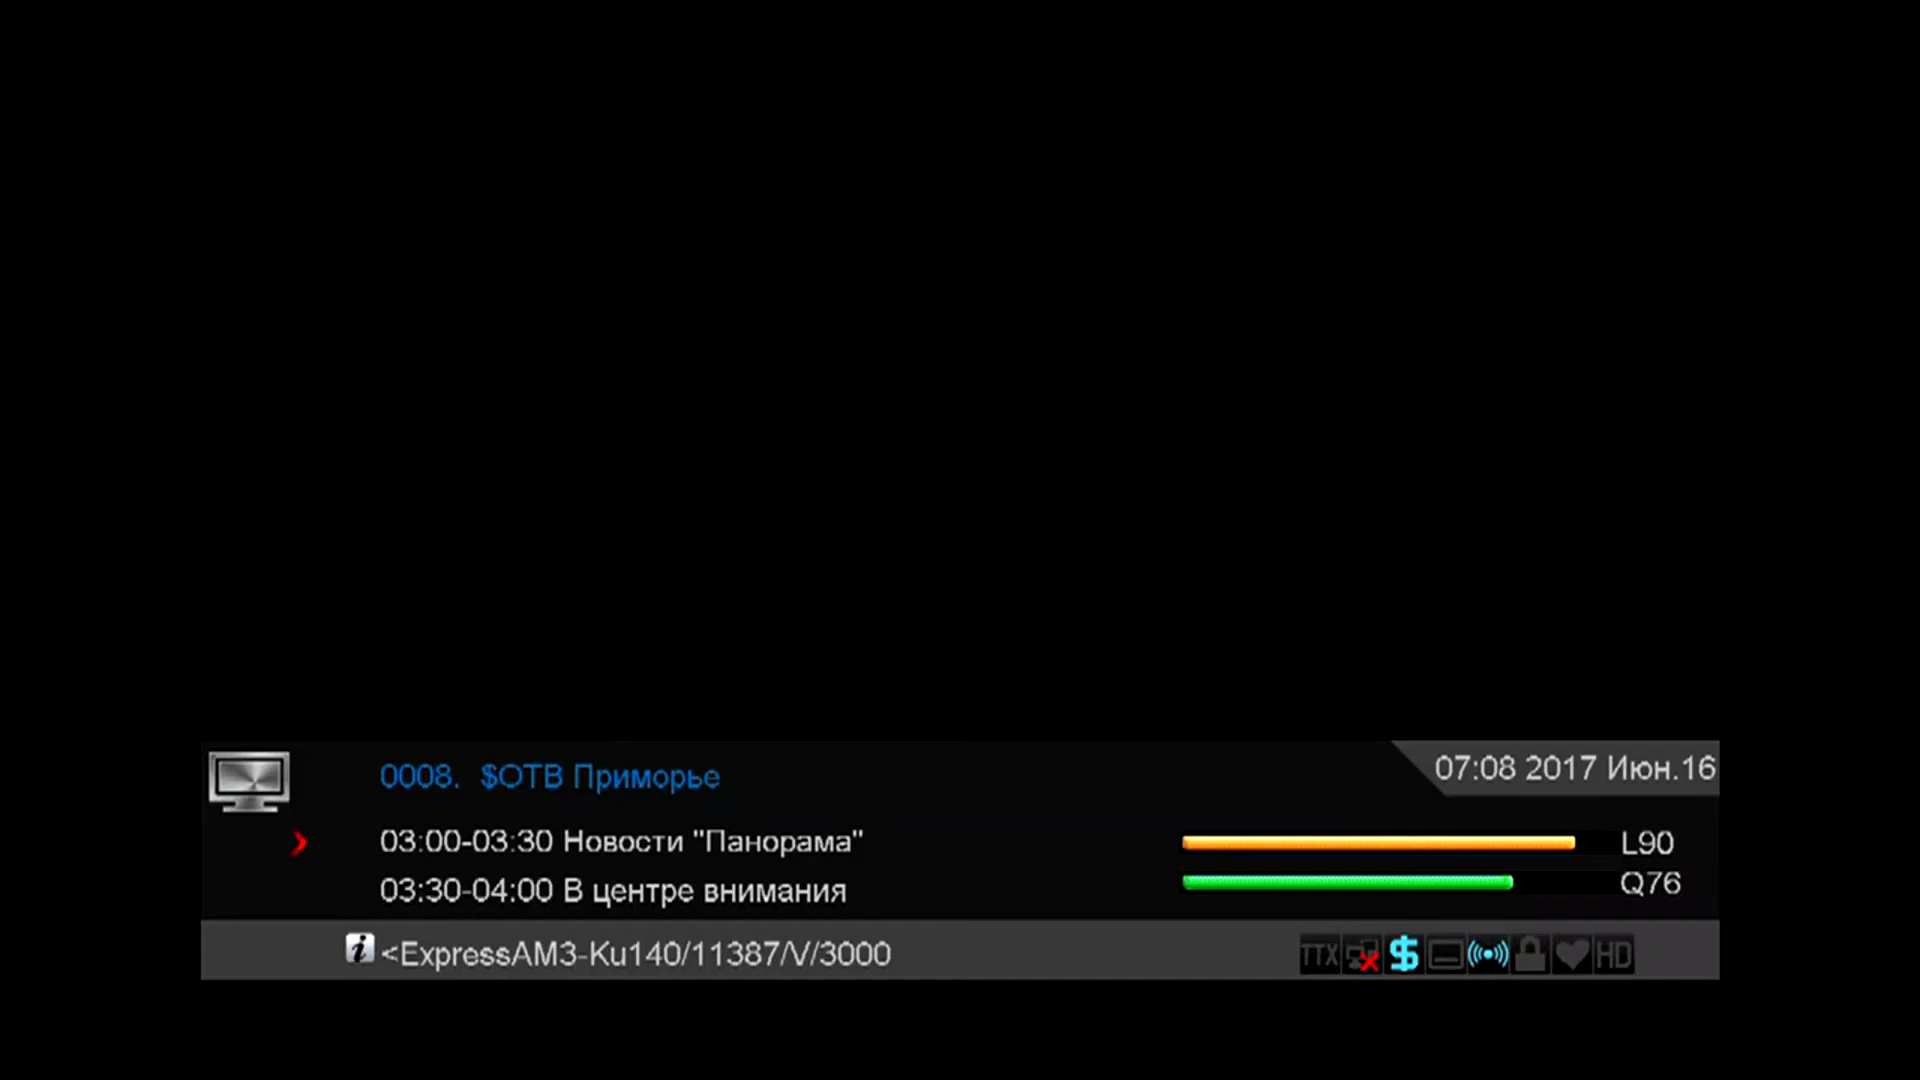 0008. $ОТВ Приморье
07:08 2017 Июн.16
03:00-03:30 Новости "Панорама"
L90
03:30-04:00 В центре внимания
Q76
<ExpressAM3-Ku140/11387/V/3000
TTX $ HD